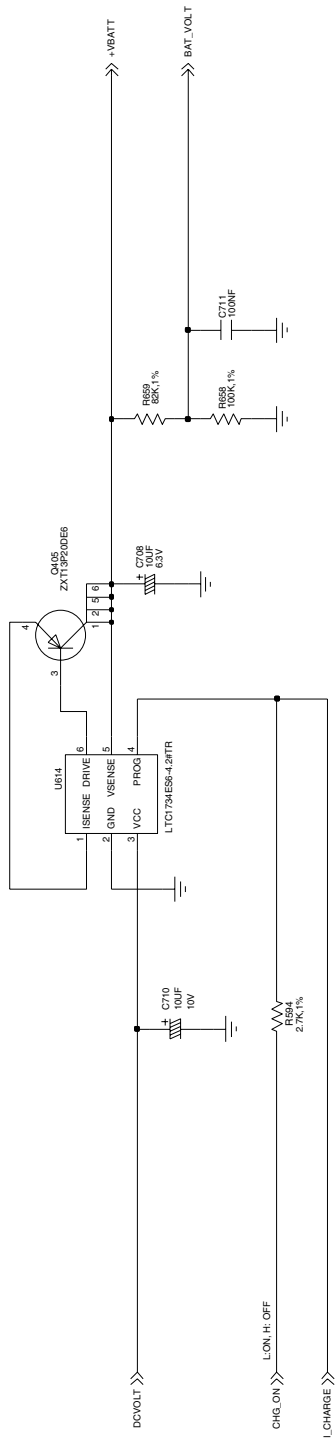 +VBATT
BAT_VOLT
C711
100NF
R659
82K,1%
R658
100K,1%
Q405
ZXT13P20DE6
4
3
1
2
5
6
C708
10UF
6.3V
+
U614
1
ISENSE
DRIVE
6
2
GND
VSENSE
5
3
VCC
PROG
4
LTC1734ES6-4.2#TR
C710
10UF
10V
+
R594
2.7K,1%
DCVOLT
L:ON, H: OFF
CHG_ON
I_CHARGE